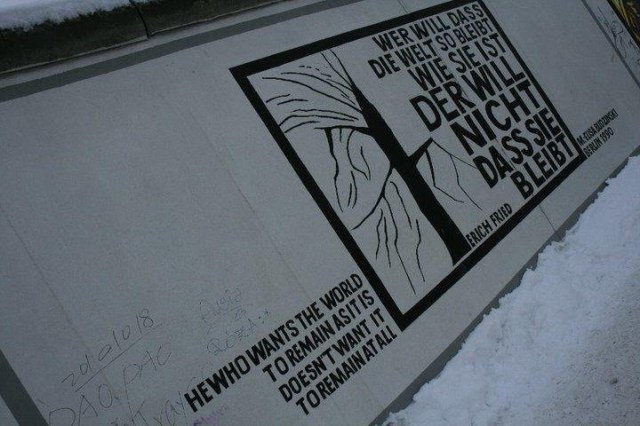 WER WILL DASS
DIE WELT SO BLEIBT
WIE SIE IST
DER WILL
NICHT
DASS SIE
BLEIBT
ERICH FRIED
BERLIN 1990
HE WHO WANTS THE WORLD
TO REMAIN AS IT IS
DOESN'T WANT IT
TO REMAIN AT ALL